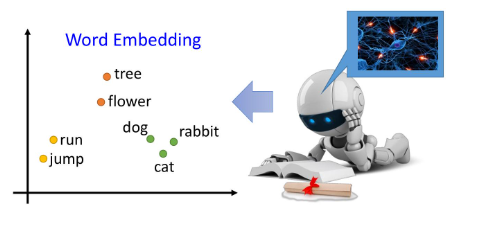 Word Embedding
tree
flower
dog
rabbit
run
jump
cat